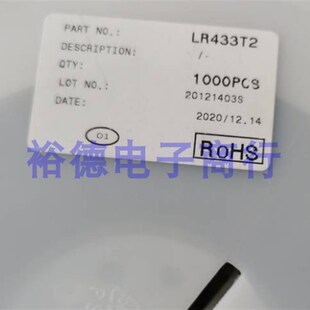 PART NO.: LR433T2
DESCRIPTION: /-
QTY: 1000PCS
LOT NO.: 20121403S
DATE: 2020/12.14
01
RoHS
裕德电子商行